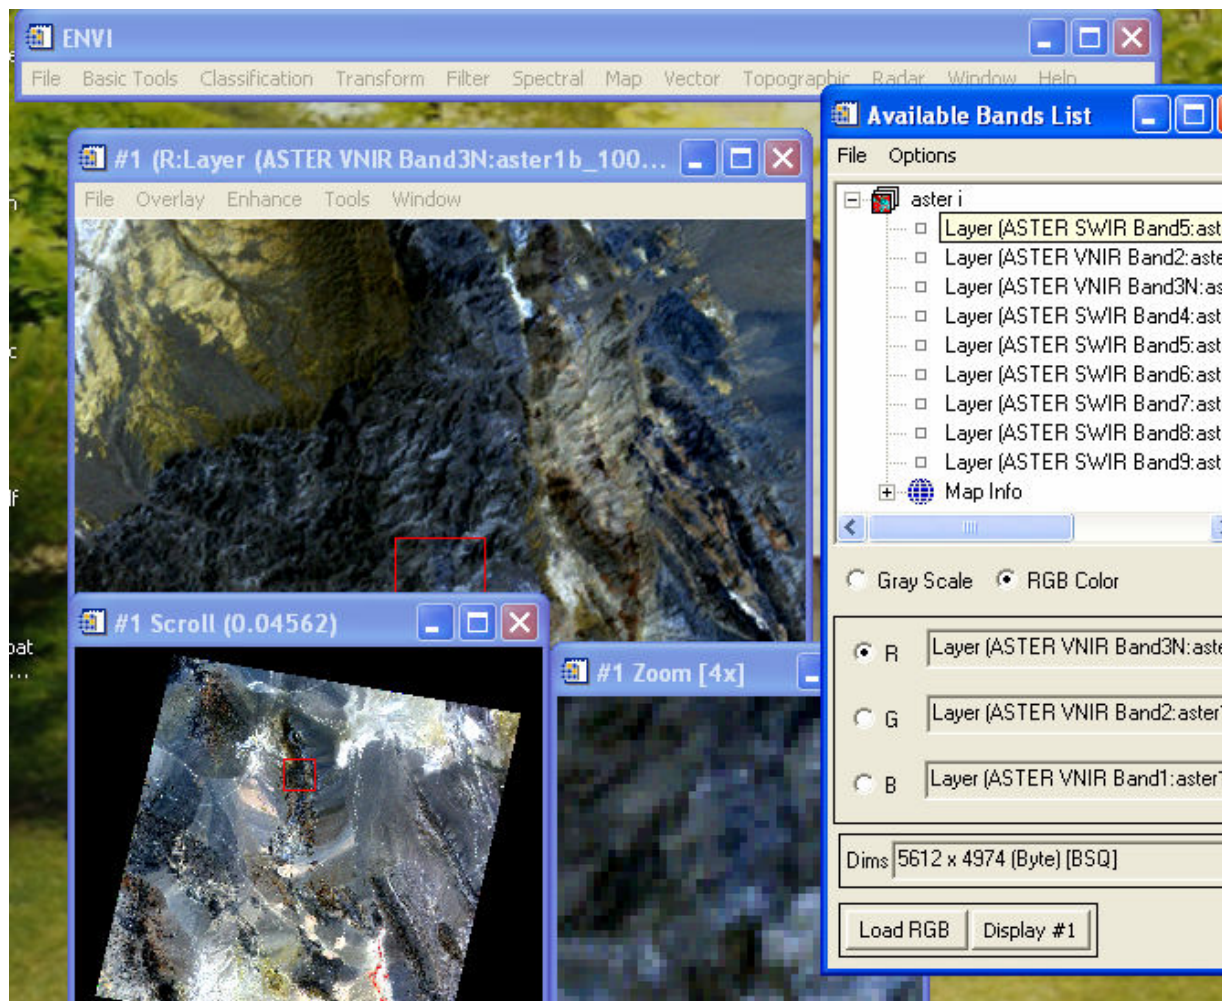 ENVI
File Basic Tools Classification Transform Filter Spectral Map Vector Topographic Radar Window Help
#1 (R:Layer (ASTER VNIR Band3N:aster1b_100...
File Overlay Enhance Tools Window
#1 Scroll (0.04562)
#1 Zoom [4x]
Available Bands List
File Options
aster i
Layer (ASTER SWIR Band5:ast
Layer (ASTER VNIR Band2:aste
Layer (ASTER VNIR Band3N:as
Layer (ASTER SWIR Band4:ast
Layer (ASTER SWIR Band5:ast
Layer (ASTER SWIR Band6:ast
Layer (ASTER SWIR Band7:ast
Layer (ASTER SWIR Band8:ast
Layer (ASTER SWIR Band9:ast
Map Info
Gray Scale RGB Color
R Layer (ASTER VNIR Band3N:aste
G Layer (ASTER VNIR Band2:aster
B Layer (ASTER VNIR Band1:aster
Dims 5612 x 4974 (Byte) [BSQ]
Load RGB Display #1